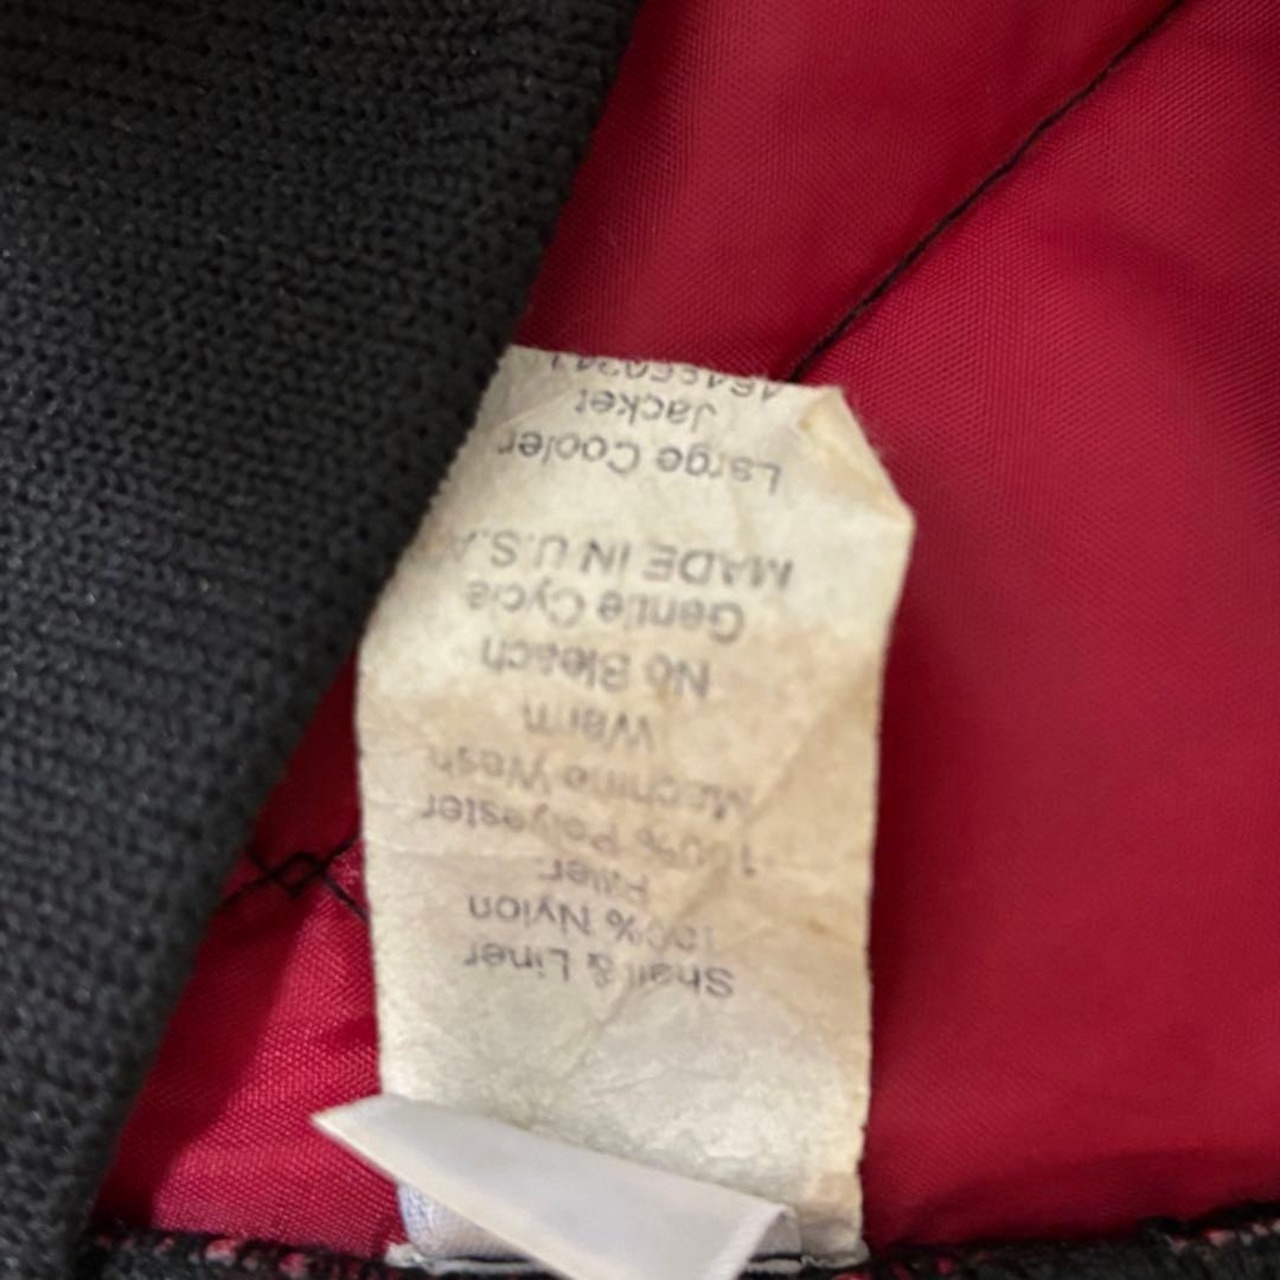 Shell & Liner
100% Nylon
Filler
100% Polyester
Machine Wash
Warm
No Bleach
Gentle Cycle
MADE IN U.S.A
Large Cooler
Jacket